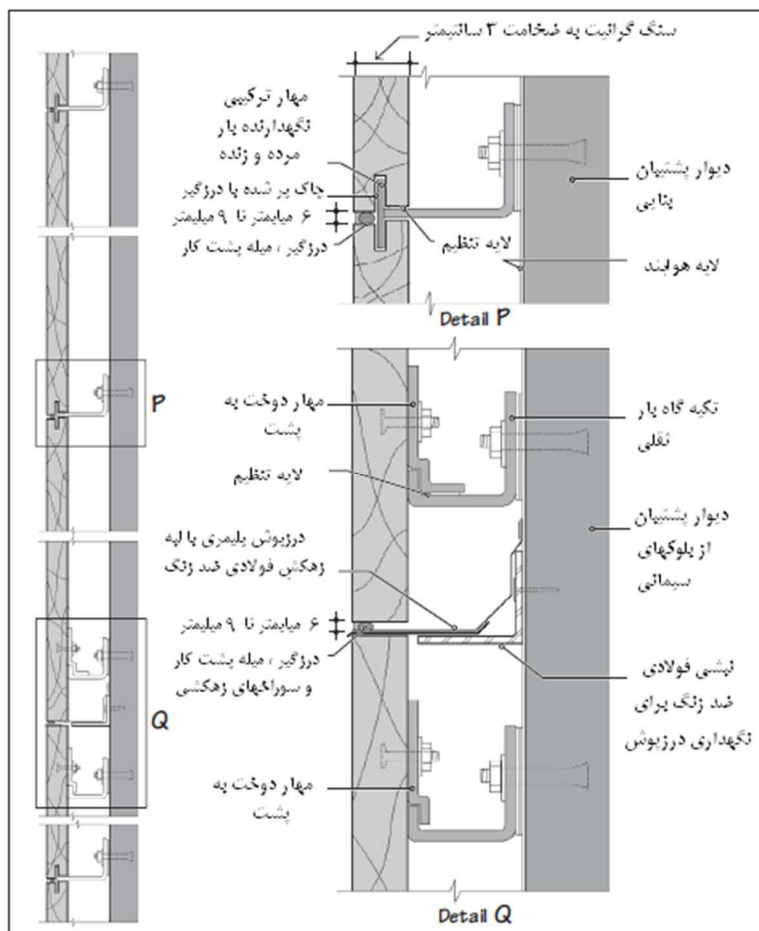 سنگ گرانیت به ضخامت ۳ سانتیمتر
مهار ترکیبی
نگهدارنده بار
مرده و زنده
چاک پر شده با درزگیر
۶ میلیمتر تا ۹ میلیمتر
درزگیر ، میله پشت کار
لایه تنظیم
دیوار پشتیبان
بنایی
لایه هوابند
Detail P
P
مهار دوخت به
پشت
لایه تنظیم
تکیه گاه بار
ثقلی
دیوار پشتیبان
از بلوکهای
سیمانی
درزپوش پلیمری با لبه
زهکش فولادی ضد زنگ
۶ میلیمتر تا ۹ میلیمتر
درزگیر ، میله پشت کار
و سوراخهای زهکشی
نبشی فولادی
ضد زنگ برای
نگهداری درزپوش
مهار دوخت به
پشت
Detail Q
Q